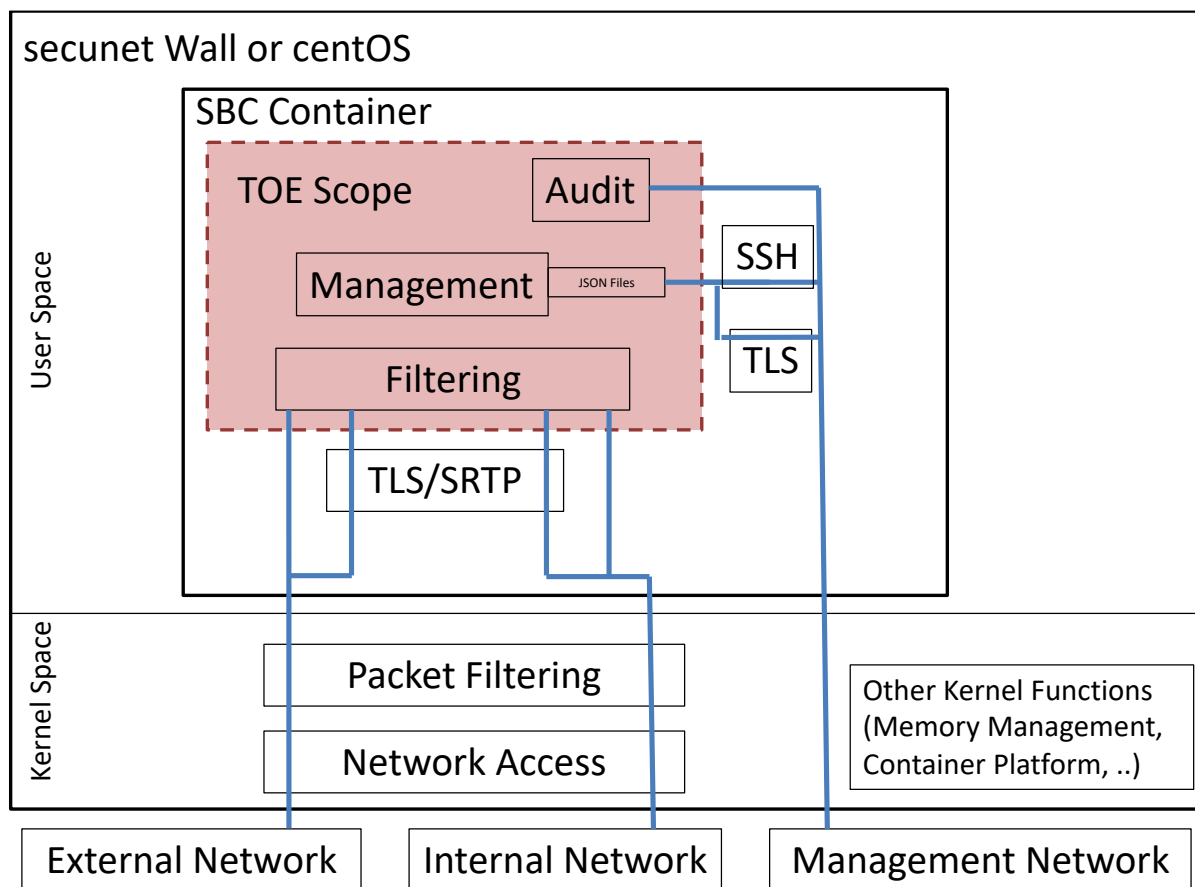 secunet Wall or centOS
SBC Container
TOE Scope
Audit
SSH
Management
JSON Files
User Space
TLS
Filtering
TLS/SRTP
Kernel Space
Packet Filtering
Other Kernel Functions
(Memory Management,
Container Platform, ..)
Network Access
External Network
Internal Network
Management Network